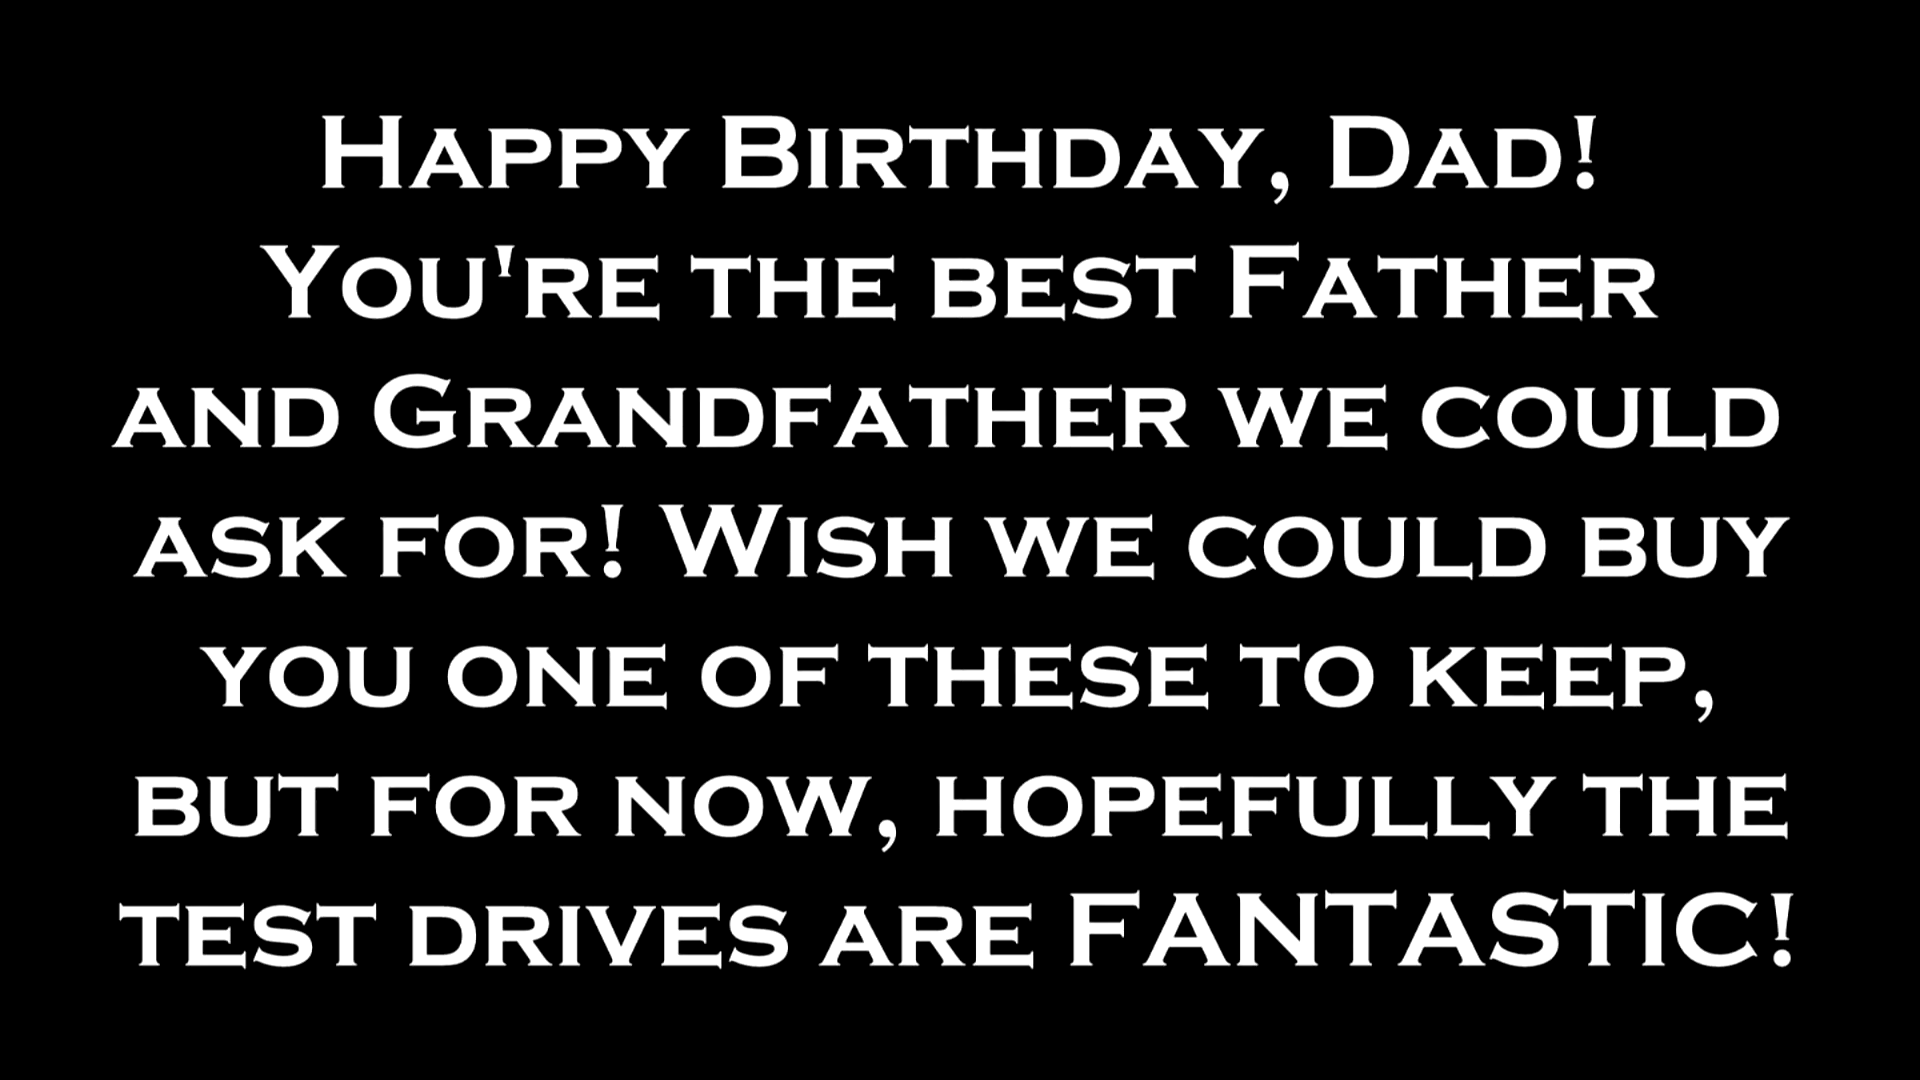 Happy Birthday, Dad!
You're the best Father
and Grandfather we could
ask for! Wish we could buy
you one of these to keep,
but for now, hopefully the
test drives are FANTASTIC!